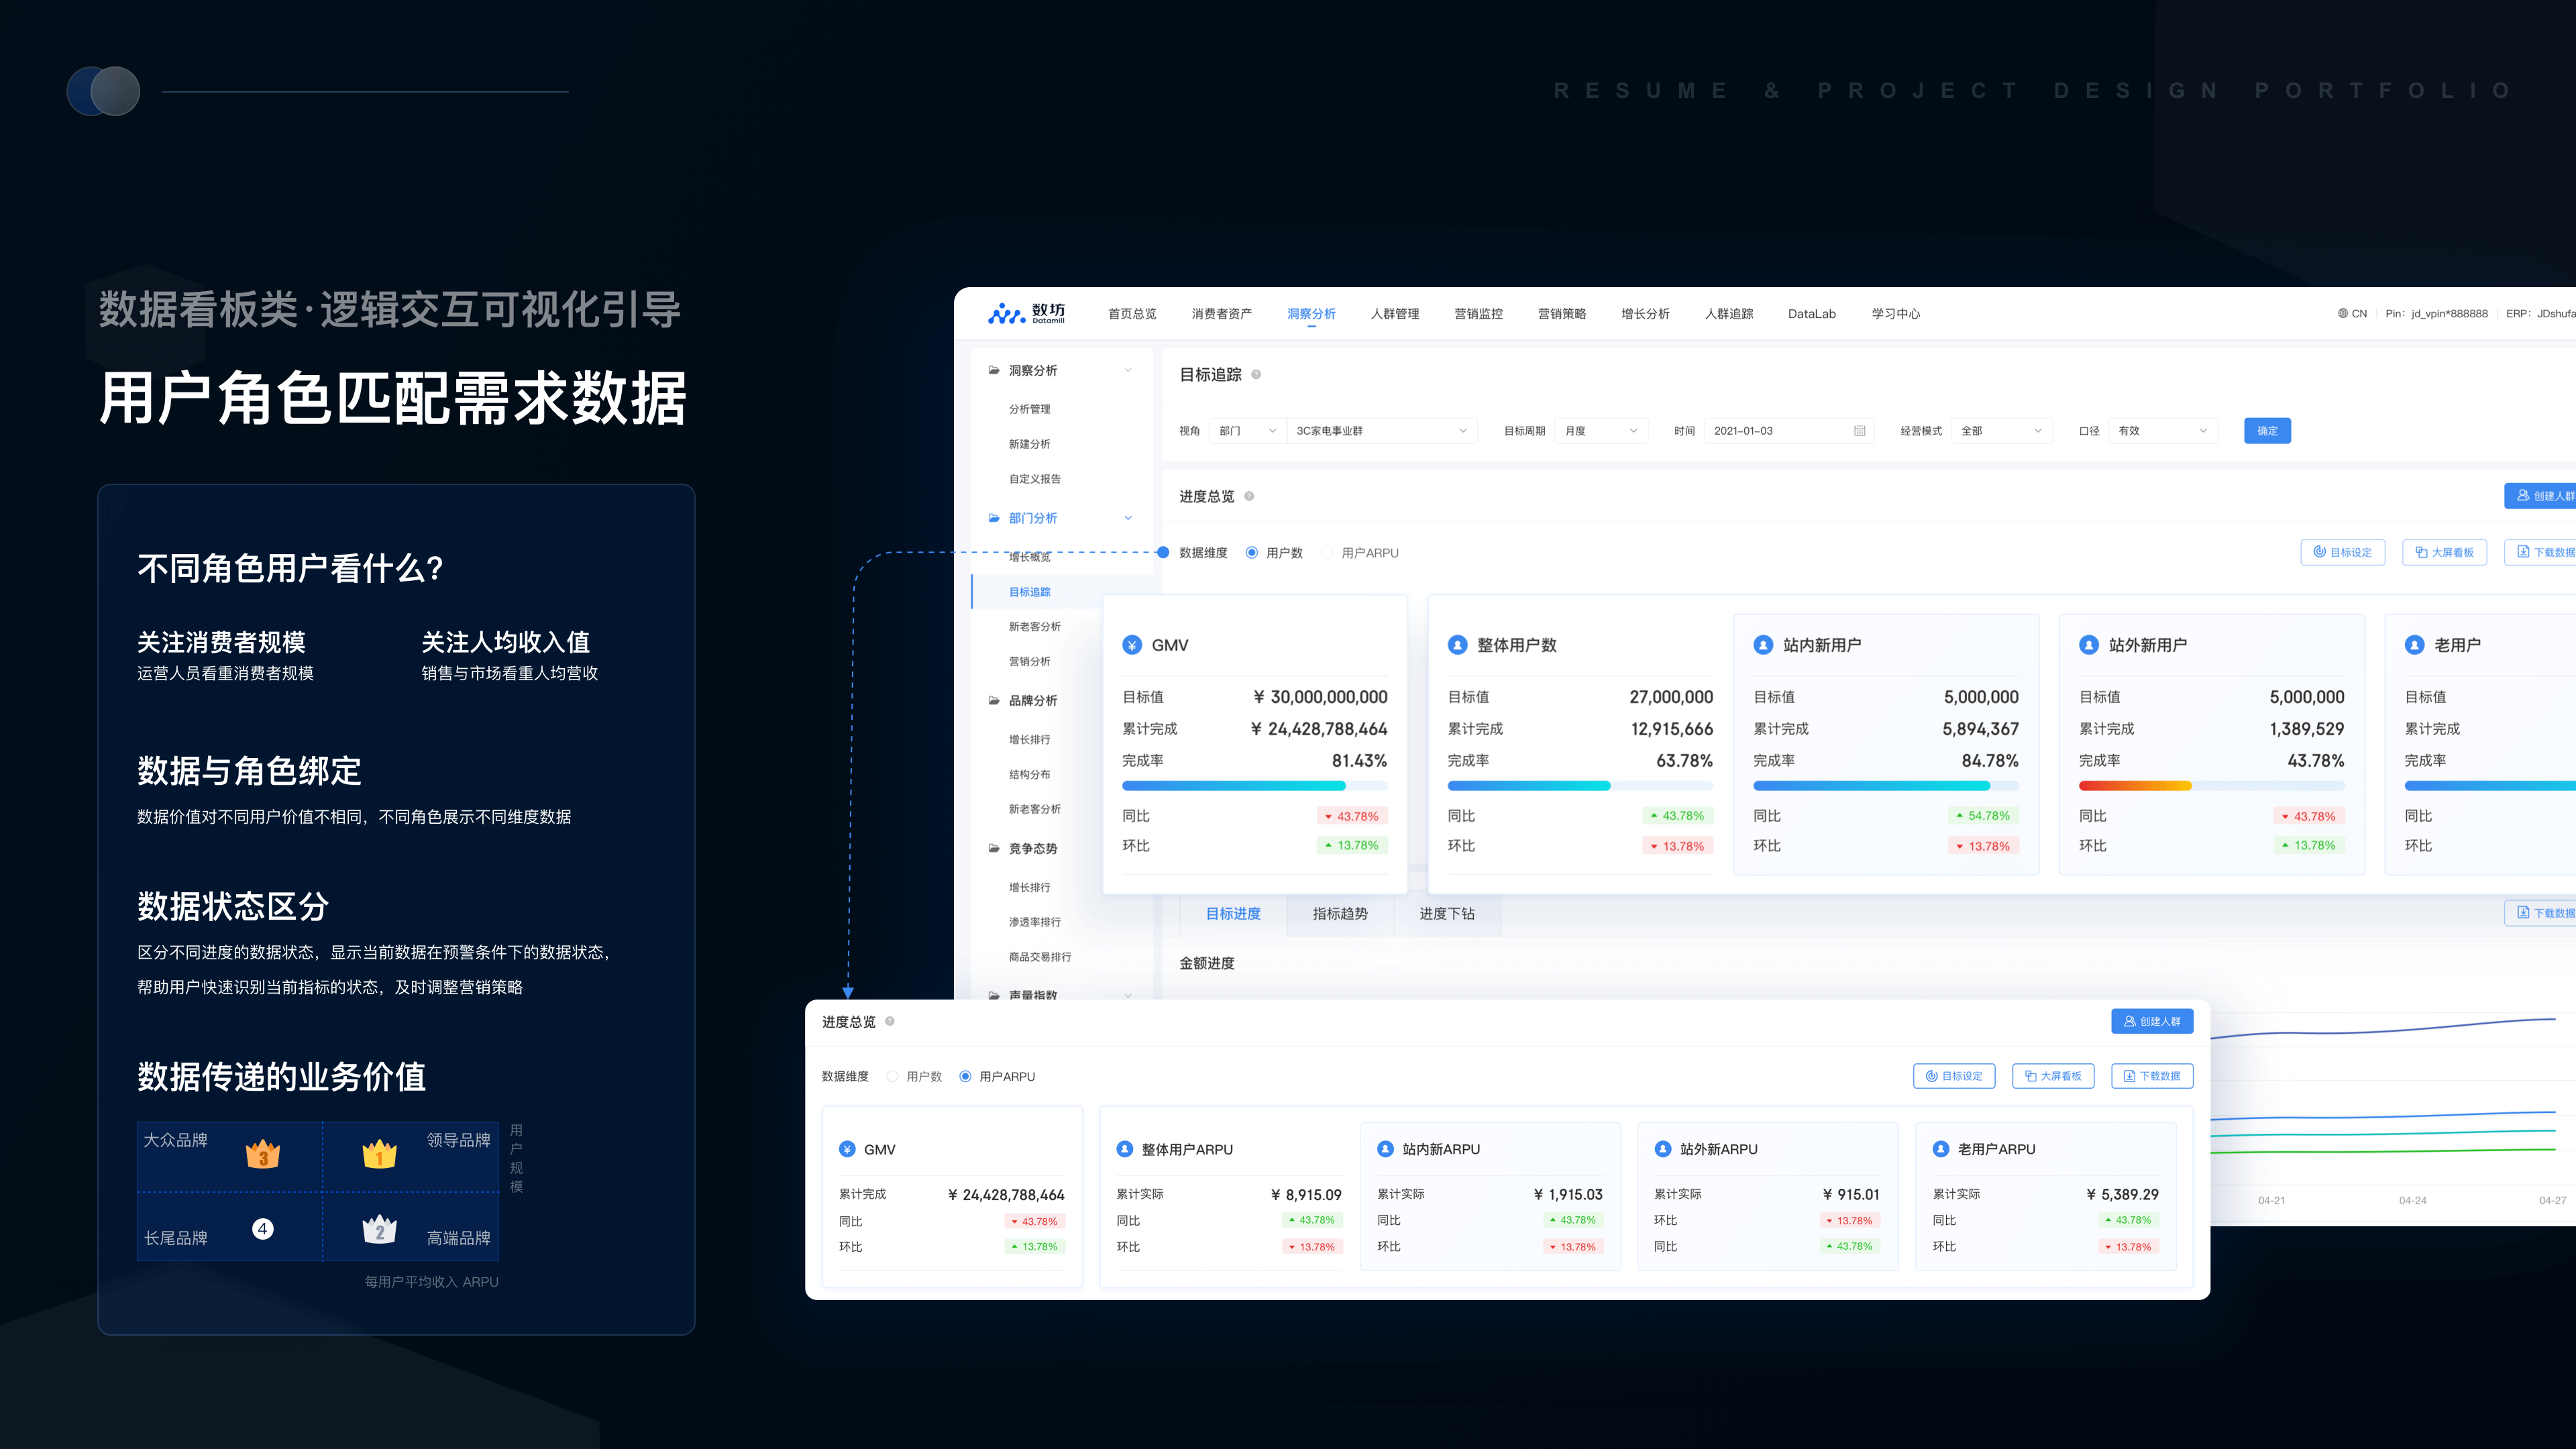 RESUME & PROJECT DESIGN PORTFOLIO
数据看板类·逻辑交互可视化引导
用户角色匹配需求数据
不同角色用户看什么?
关注消费者规模
运营人员看重消费者规模
关注人均收入值
销售与市场看重人均营收
数据与角色绑定
数据价值对不同用户价值不相同，不同角色展示不同维度数据
数据状态区分
区分不同进度的数据状态，显示当前数据在预警条件下的数据状态，
帮助用户快速识别当前指标的状态，及时调整营销策略
数据传递的业务价值
大众品牌 3 1 领导品牌
长尾品牌 4 2 高端品牌
用户规模
每用户平均收入 ARPU
数坊
Datamill
首页总览 消费者资产 洞察分析 人群管理 营销监控 营销策略 增长分析 人群追踪 DataLab 学习中心
CN Pin: jd_vpin*888888 ERP: JDshufa
洞察分析
分析管理
新建分析
自定义报告
部门分析
增长概览
目标追踪
新老客分析
营销分析
品牌分析
增长排行
结构分布
新老客分析
竞争态势
增长排行
渗透率排行
商品交易排行
声量指数
目标追踪
视角 部门 3C家电事业群 目标周期 月度 时间 2021-01-03 经营模式 全部 口径 有效 确定
进度总览 创建人群
数据维度 用户数 用户ARPU 目标设定 大屏看板 下载数据
GMV
目标值 ¥ 30,000,000,000
累计完成 ¥ 24,428,788,464
完成率 81.43%
同比 43.78%
环比 13.78%
整体用户数
目标值 27,000,000
累计完成 12,915,666
完成率 63.78%
同比 43.78%
环比 13.78%
站内新用户
目标值 5,000,000
累计完成 5,894,367
完成率 84.78%
同比 54.78%
环比 13.78%
站外新用户
目标值 5,000,000
累计完成 1,389,529
完成率 43.78%
同比 43.78%
环比 13.78%
老用户
目标值
累计完成
完成率
同比
环比
目标进度 指标趋势 进度下钻 下载数据
金额进度
04-21 04-24 04-27
进度总览 创建人群
数据维度 用户数 用户ARPU 目标设定 大屏看板 下载数据
GMV
累计完成 ¥ 24,428,788,464
同比 43.78%
环比 13.78%
整体用户ARPU
累计实际 ¥ 8,915.09
同比 43.78%
环比 13.78%
站内新ARPU
累计实际 ¥ 1,915.03
同比 43.78%
环比 13.78%
站外新ARPU
累计实际 ¥ 915.01
环比 13.78%
同比 43.78%
老用户ARPU
累计实际 ¥ 5,389.29
同比 43.78%
环比 13.78%